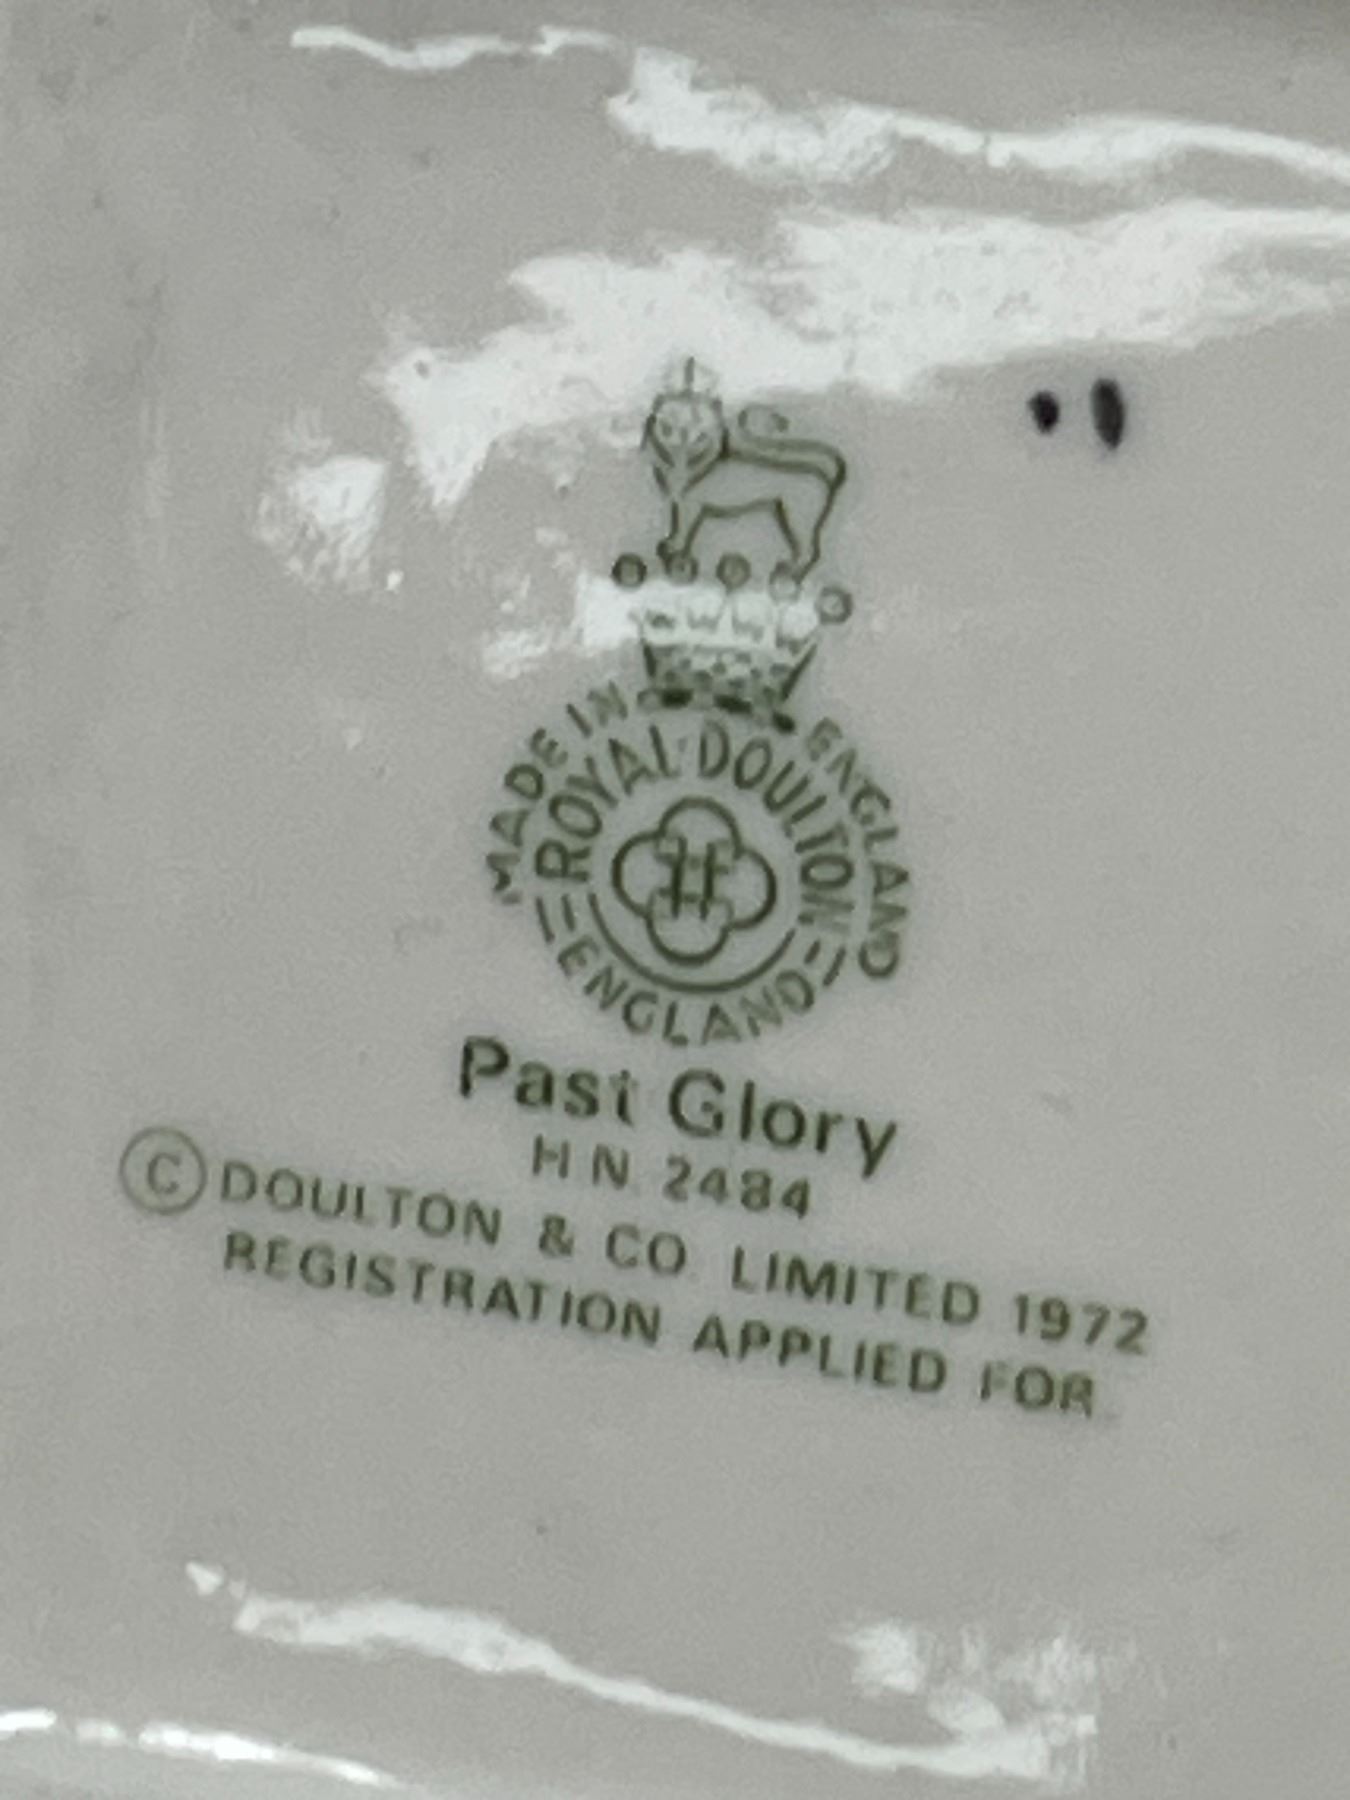 MADE IN ENGLAND
ROYAL DOULTON
ENGLAND
Past Glory
HN 2484
© DOULTON & CO LIMITED 1972
REGISTRATION APPLIED FOR